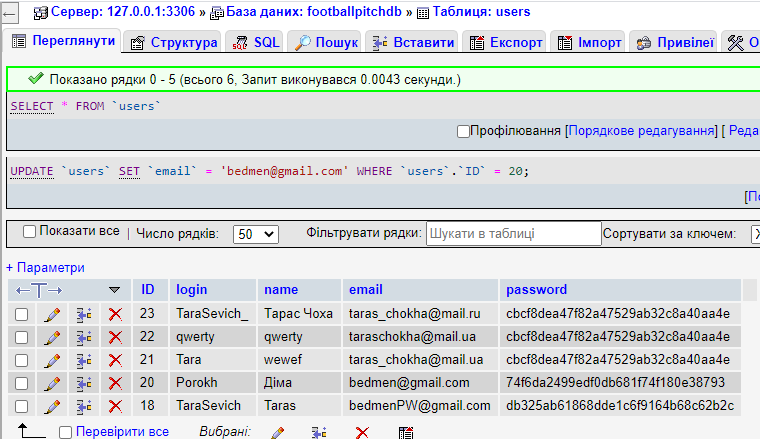 Сервер: 127.0.0.1:3306 » База даних: footballpitchdb » Таблиця: users
Переглянути Структура SQL Пошук Вставити Експорт Імпорт Привілеї О
Показано рядки 0 - 5 (всього 6, Запит виконувався 0.0043 секунди.)
SELECT * FROM `users`
Профілювання [Порядкове редагування] [ Реда
UPDATE `users` SET `email` = 'bedmen@gmail.com' WHERE `users`.`ID` = 20;
[По
Показати все | Число рядків: 50 Фільтрувати рядки: Шукати в таблиці Сортувати за ключем:
+ Параметри
←T→ ID login name email password
23 TaraSevich_ Тарас Чоха taras_chokha@mail.ru cbcf8dea47f82a47529ab32c8a40aa4e
22 qwerty qwerty taraschokha@mail.ua cbcf8dea47f82a47529ab32c8a40aa4e
21 Tara wewef taras_chokha@mail.ua cbcf8dea47f82a47529ab32c8a40aa4e
20 Porokh Діма bedmen@gmail.com 74f6da2499edf0db681f74f180e38793
18 TaraSevich Taras bedmenPW@gmail.com db325ab61868dde1c6f9164b68c62b2c
Перевірити все Вибрані: